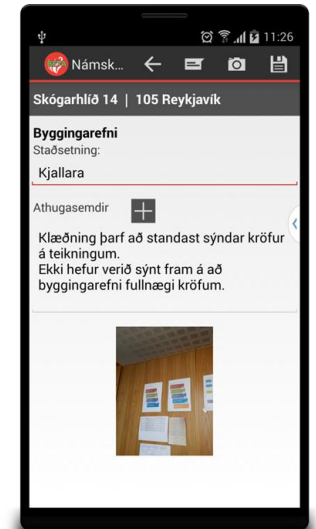 11:26
Námsk...
Skógarhlíð 14 | 105 Reykjavík
Byggingarefni
Staðsetning:
Kjallara
Athugasemdir
Klæðning þarf að standast sýndar kröfur
á teikningum.
Ekki hefur verið sýnt fram á að
byggingarefni fullnægi kröfum.